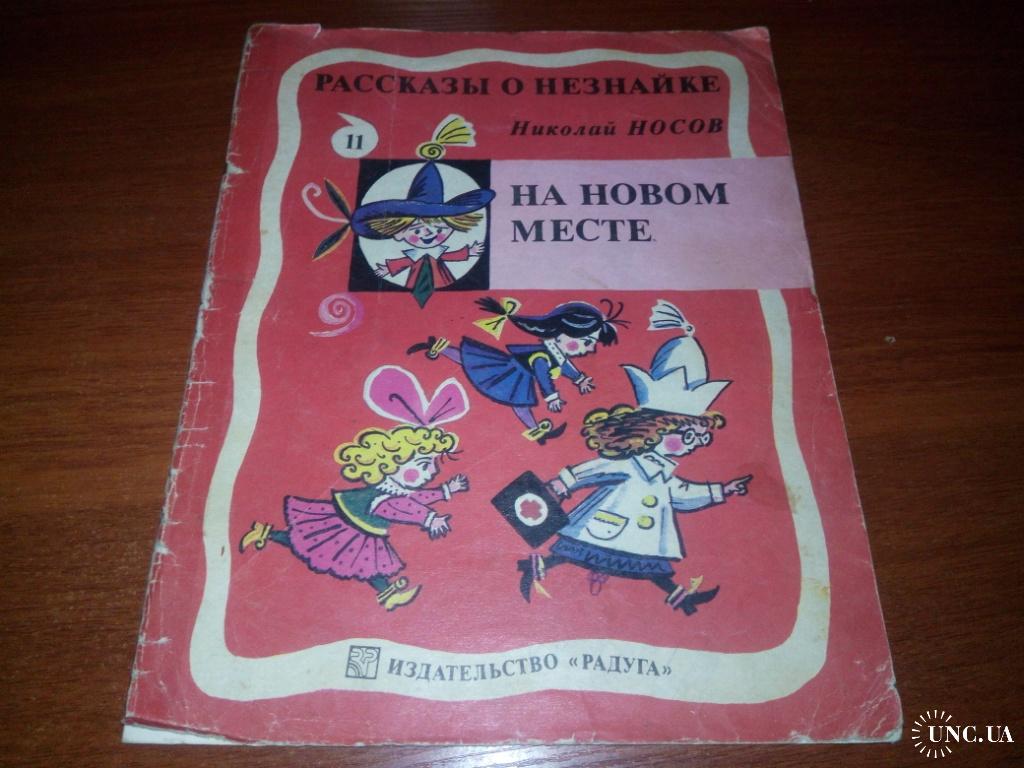 РАССКАЗЫ О НЕЗНАЙКЕ
Николай НОСОВ
11
НА НОВОМ
МЕСТЕ
ИЗДАТЕЛЬСТВО «РАДУГА»
UNC.UA